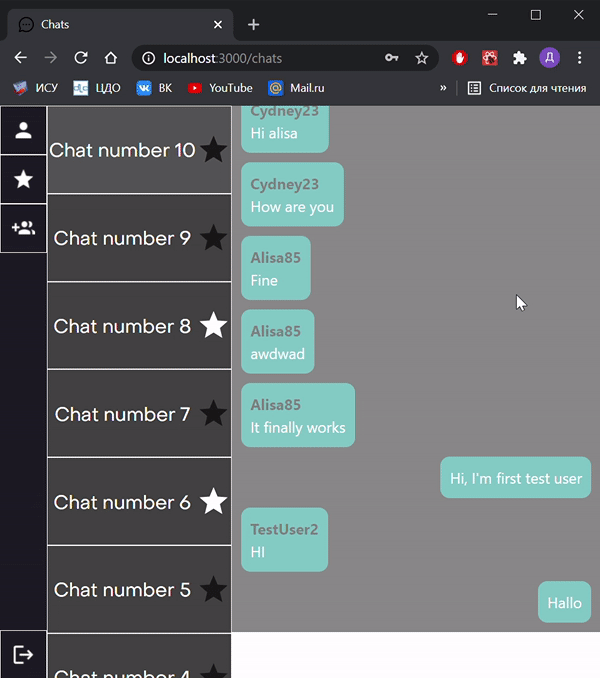 Chats
localhost:3000/chats
Д
ИСУ
ЦДО
ВК
YouTube
Mail.ru
»
Список для чтения
Chat number 10
Chat number 9
Chat number 8
Chat number 7
Chat number 6
Chat number 5
Chat number 4
Cydney23
Hi alisa
Cydney23
How are you
Alisa85
Fine
Alisa85
awdwad
Alisa85
It finally works
Hi, I'm first test user
TestUser2
HI
Hallo